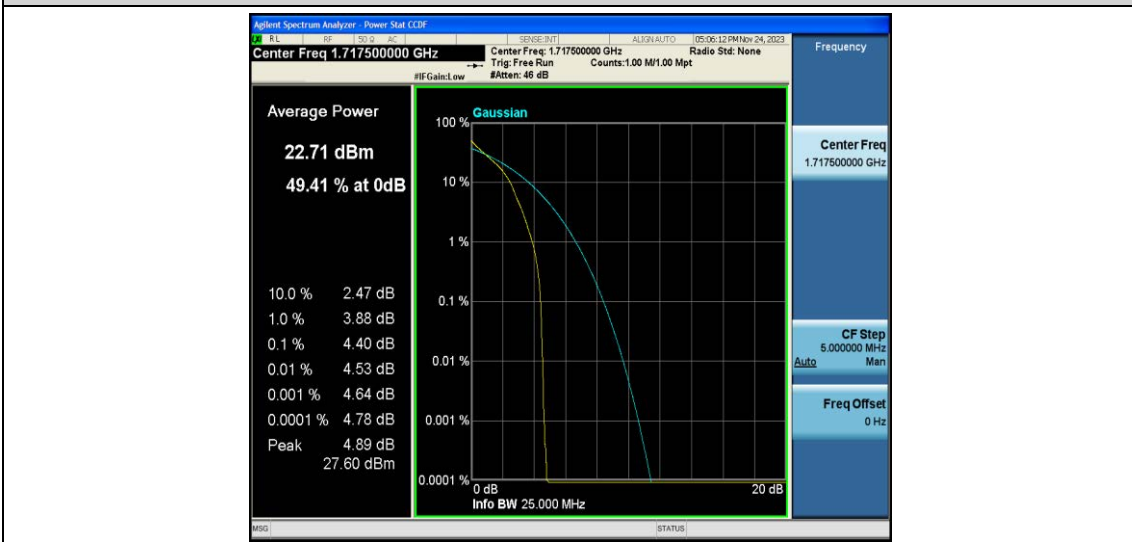 Agilent Spectrum Analyzer - Power Stat CCDF
RL RF 50 Ω AC SENSE:INT ALIGN AUTO 05:06:12 PM Nov 24, 2023
Center Freq 1.717500000 GHz
Center Freq: 1.717500000 GHz Radio Std: None
Trig: Free Run Counts:1.00 M/1.00 Mpt
#IFGain:Low #Atten: 46 dB
Frequency
Average Power
22.71 dBm
49.41 % at 0dB
10.0 % 2.47 dB
1.0 % 3.88 dB
0.1 % 4.40 dB
0.01 % 4.53 dB
0.001 % 4.64 dB
0.0001 % 4.78 dB
Peak 4.89 dB
27.60 dBm
Gaussian
100 %
10 %
1 %
0.1 %
0.01 %
0.001 %
0.0001 %
0 dB 20 dB
Info BW 25.000 MHz
Center Freq
1.717500000 GHz
CF Step
5.000000 MHz
Auto Man
Freq Offset
0 Hz
MSG STATUS